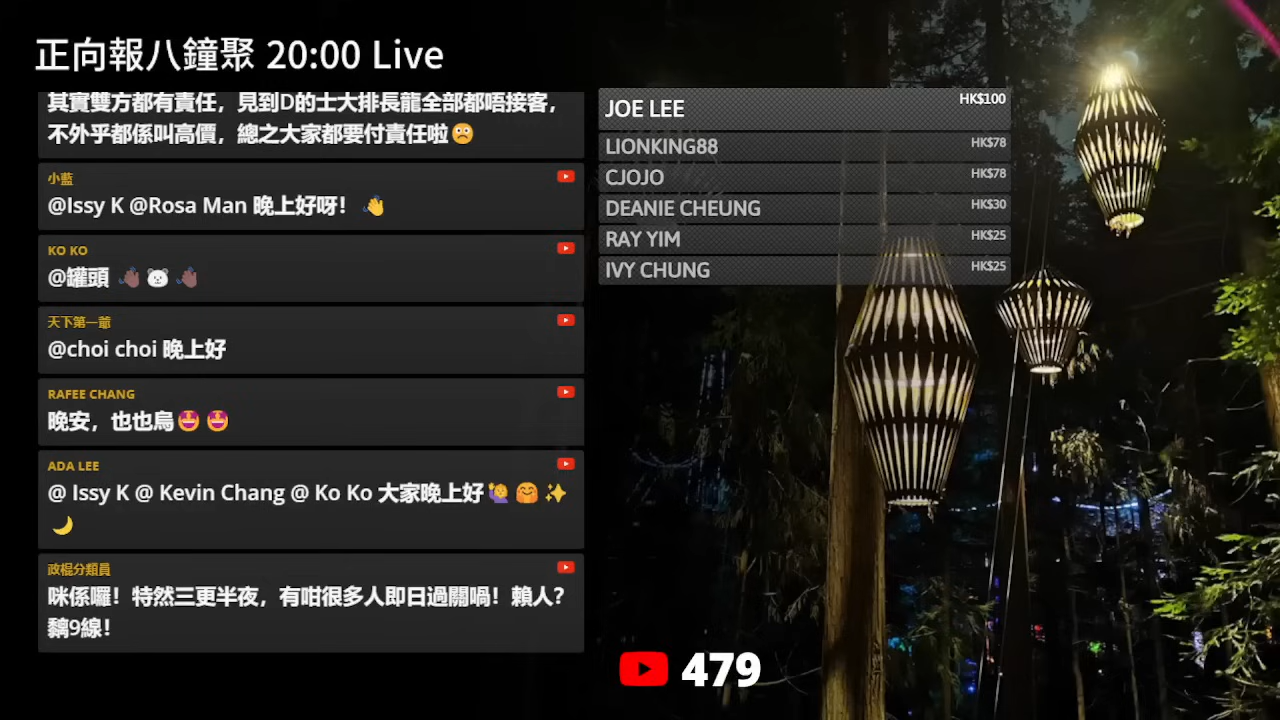 正向報八鐘聚 20:00 Live
其實雙方都有責任，見到D的士大排長龍全部都唔接客，
不外乎都係叫高價，總之大家都要付責任啦🙁
小藍
@Issy K @Rosa Man 晚上好呀！ 👋
KO KO
@罐頭 👋🏾🐻‍❄️👋🏾
天下第一爺
@choi choi 晚上好
RAFEE CHANG
晚安，也也烏🤩🤩
ADA LEE
@ Issy K @ Kevin Chang @ Ko Ko 大家晚上好🙋🤗✨
🌙
政棍分類員
咪係囉！特然三更半夜，有咁很多人即日過關喎！賴人？
黐9線！
JOE LEE HK$100
LIONKING88 HK$78
CJOJO HK$78
DEANIE CHEUNG HK$30
RAY YIM HK$25
IVY CHUNG HK$25
479